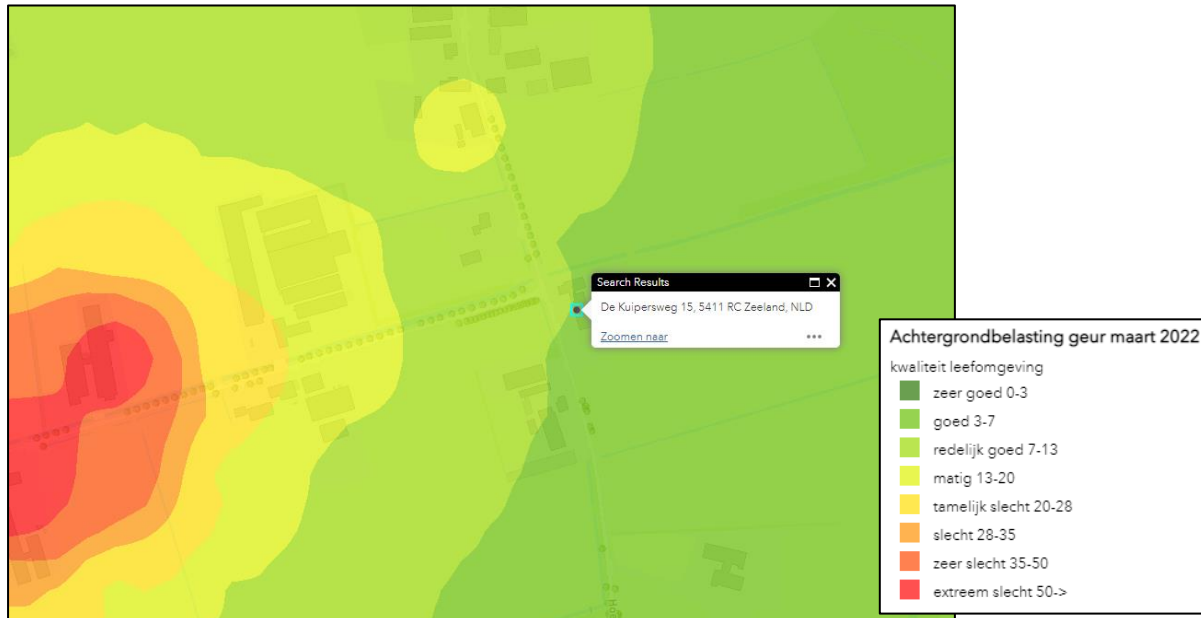 Search Results
De Kuipersweg 15, 5411 RC Zeeland, NLD
Zoomen naar
Achtergrondbelasting geur maart 2022
kwaliteit leefomgeving
zeer goed 0-3
goed 3-7
redelijk goed 7-13
matig 13-20
tamelijk slecht 20-28
slecht 28-35
zeer slecht 35-50
extreem slecht 50->